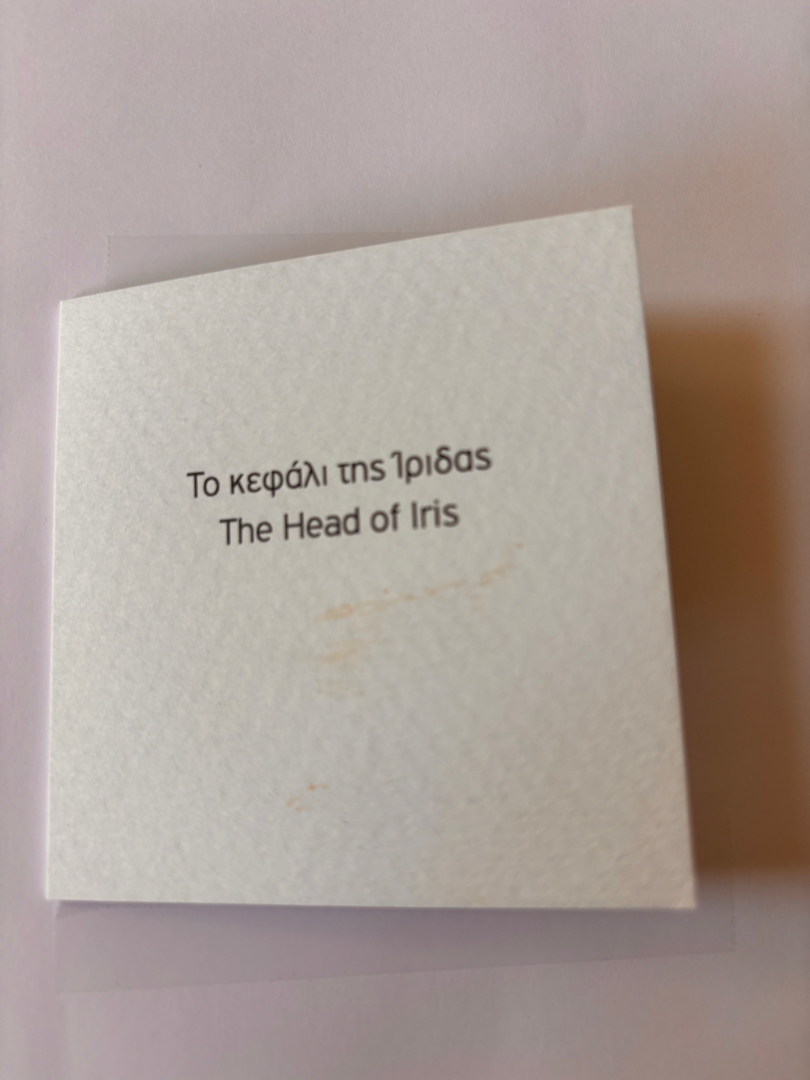 Το κεφάλι της Ίριδας
The Head of Iris